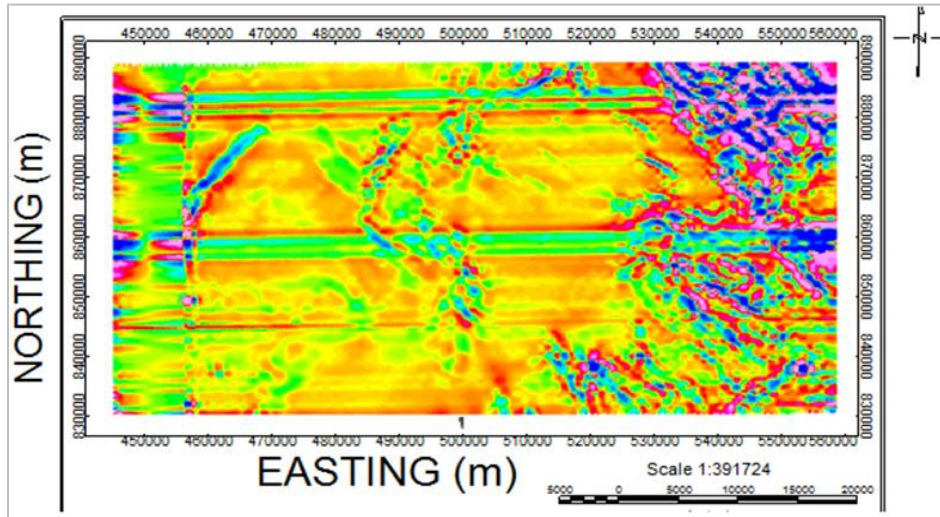 450000 460000 470000 480000 490000 500000 510000 520000 530000 540000 550000 560000
890000 880000 870000 860000 850000 840000 830000
NORTHING (m)
890000 880000 870000 860000 850000 840000 830000
1
450000 460000 470000 480000 490000 500000 510000 520000 530000 540000 550000 560000
EASTING (m)
Scale 1:391724
5000 0 5000 10000 15000 20000